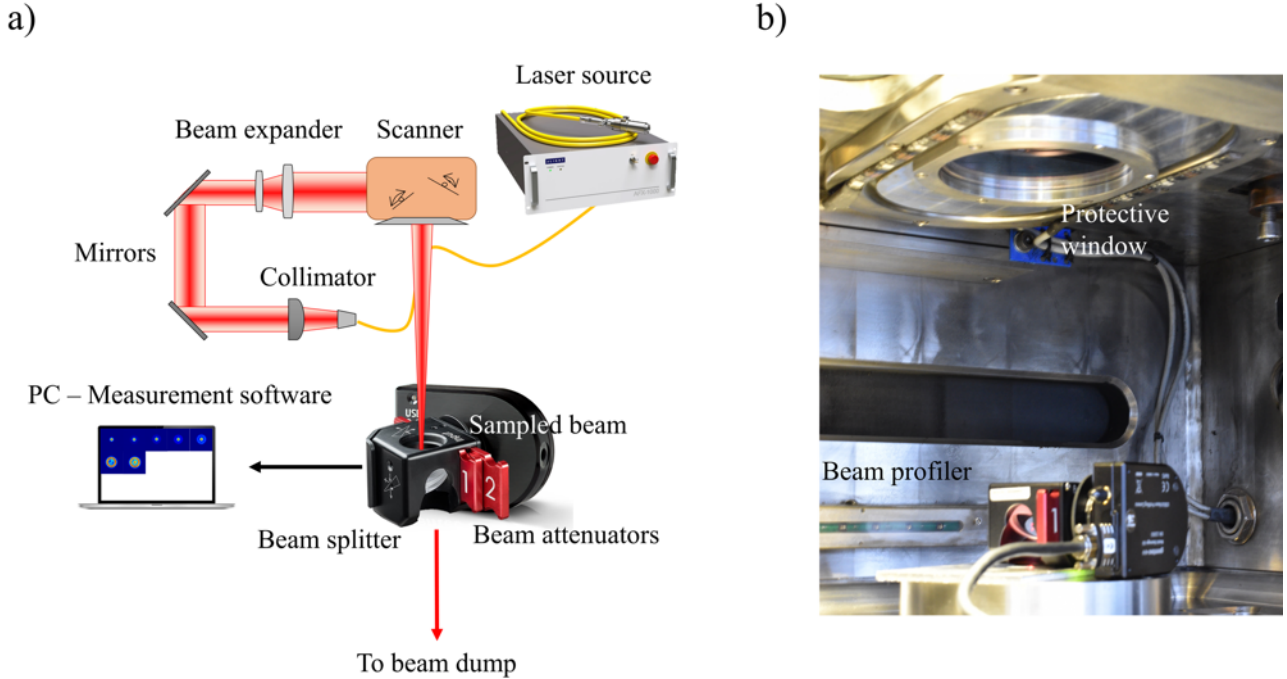 a)
b)
Laser source
Beam expander
Scanner
Mirrors
Collimator
PC – Measurement software
USB
Sampled beam
1 2
Beam splitter
Beam attenuators
To beam dump
Protective
window
Beam profiler
1